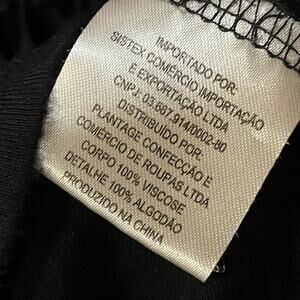 IMPORTADO POR:
SISTEX COMÉRCIO IMPORTAÇÃO
E EXPORTAÇÃO LTDA
CNPJ: 03.667.914/0002-80
DISTRIBUÍDO POR:
PLANTAGE CONFECÇÃO E
COMÉRCIO DE ROUPAS LTDA
CORPO 100% VISCOSE
DETALHE 100% ALGODÃO
PRODUZIDO NA CHINA